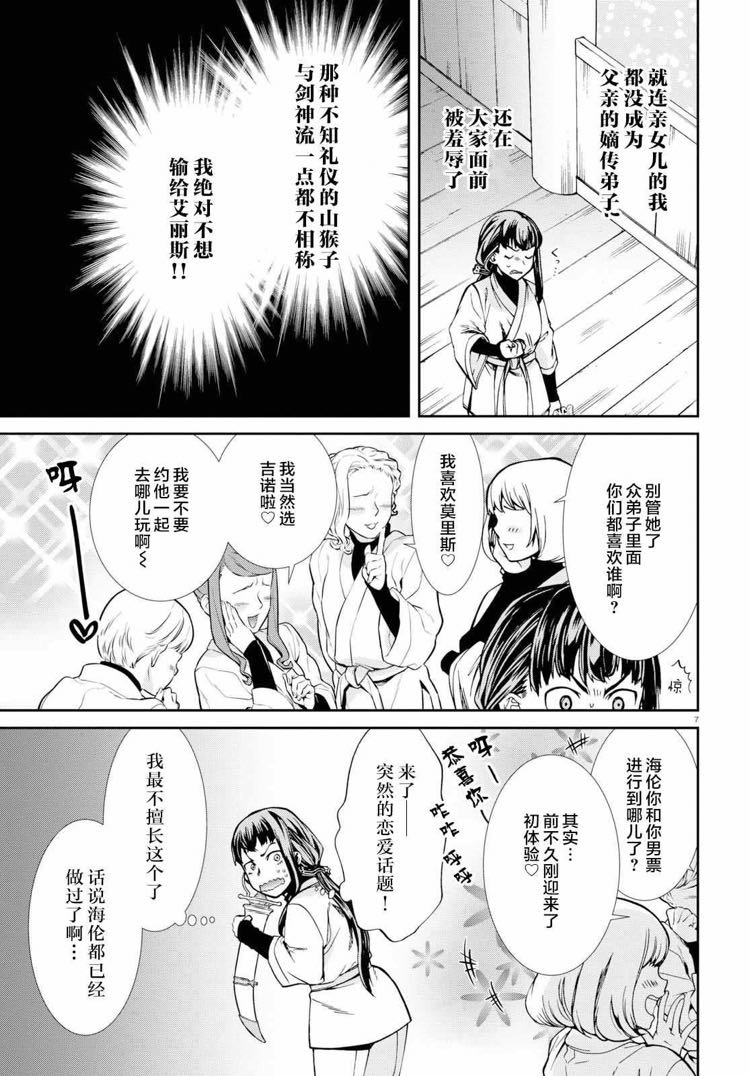 就连亲女儿的我
都没成为
父亲的嫡传弟子!
还在
大家面前
被羞辱了
那种不知礼仪的山猴子
与剑神流一点都不相称
我绝对不想
输给艾丽斯!!
别管她了
众弟子里面
你们都喜欢谁啊?
惊
我喜欢莫里斯♡
我当然选
吉诺啦♡
我要不要
约他一起
去哪儿玩啊~
呀
7
海伦你和你男票
进行到哪儿了?
其实…
前不久刚迎来了
初体验♡
呀
恭喜你
咋咋
哇哇
来了——
突然的恋爱话题!
我最不擅长这个了
话说海伦都已经
做过了啊…